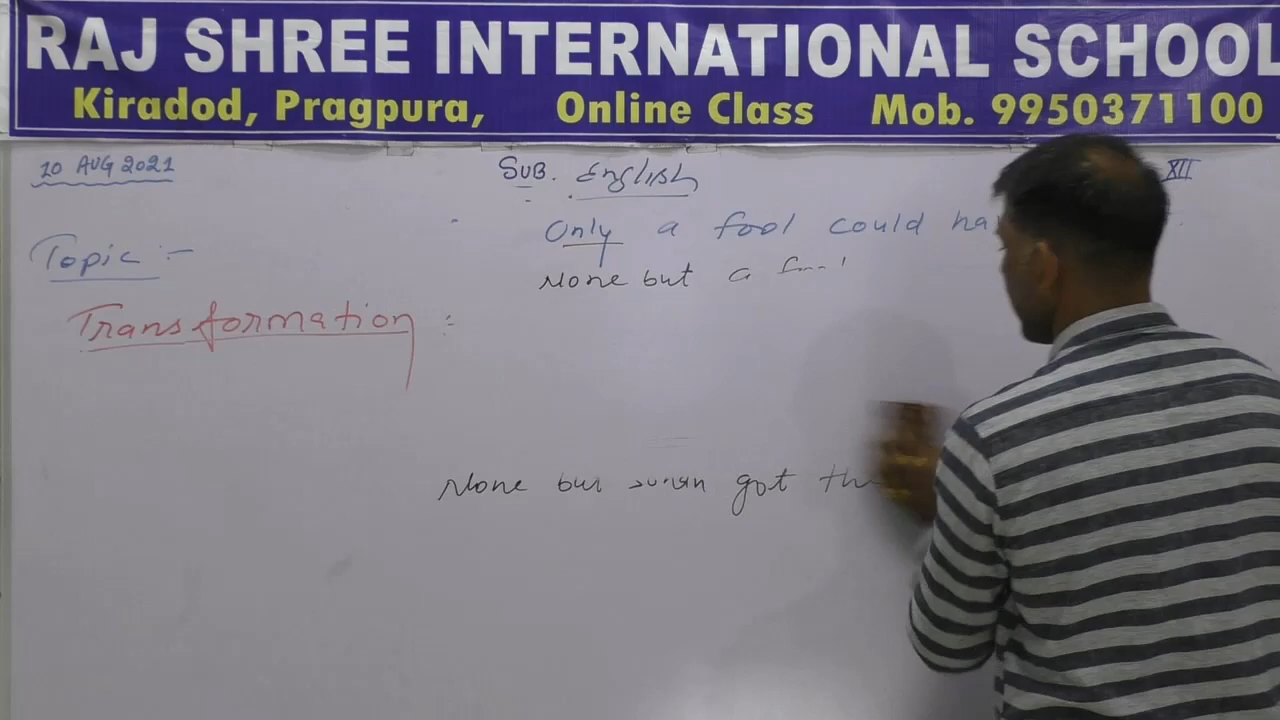 RAJ SHREE INTERNATIONAL SCHOOL
Kiradod, Pragpura, Online Class Mob. 9950371100
10 AUG 2021 SUB. English XII
Only a fool could ha
Topic :-
None but a
Transformation :
None but got th